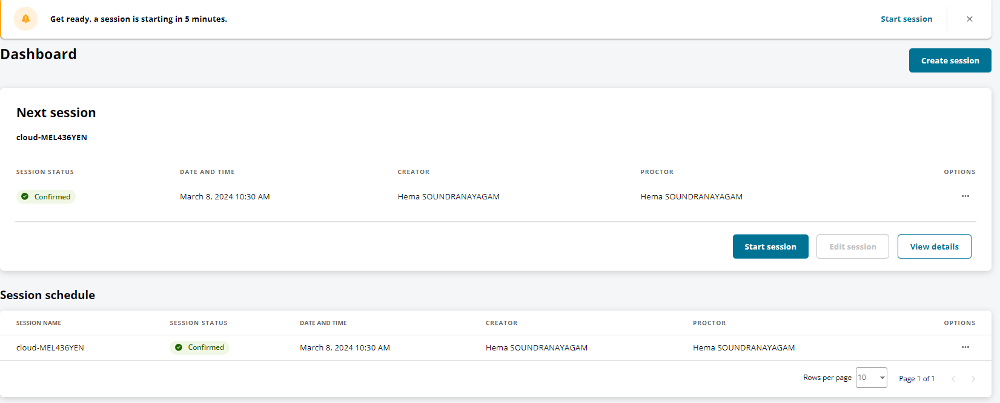 Get ready, a session is starting in 5 minutes. Start session
Dashboard
Create session
Next session
cloud-MEL436YEN
SESSION STATUS DATE AND TIME CREATOR PROCTOR OPTIONS
Confirmed March 8, 2024 10:30 AM Hema SOUNDRANAYAGAM Hema SOUNDRANAYAGAM
Start session Edit session View details
Session schedule
SESSION NAME SESSION STATUS DATE AND TIME CREATOR PROCTOR OPTIONS
cloud-MEL436YEN Confirmed March 8, 2024 10:30 AM Hema SOUNDRANAYAGAM Hema SOUNDRANAYAGAM
Rows per page 10 Page 1 of 1